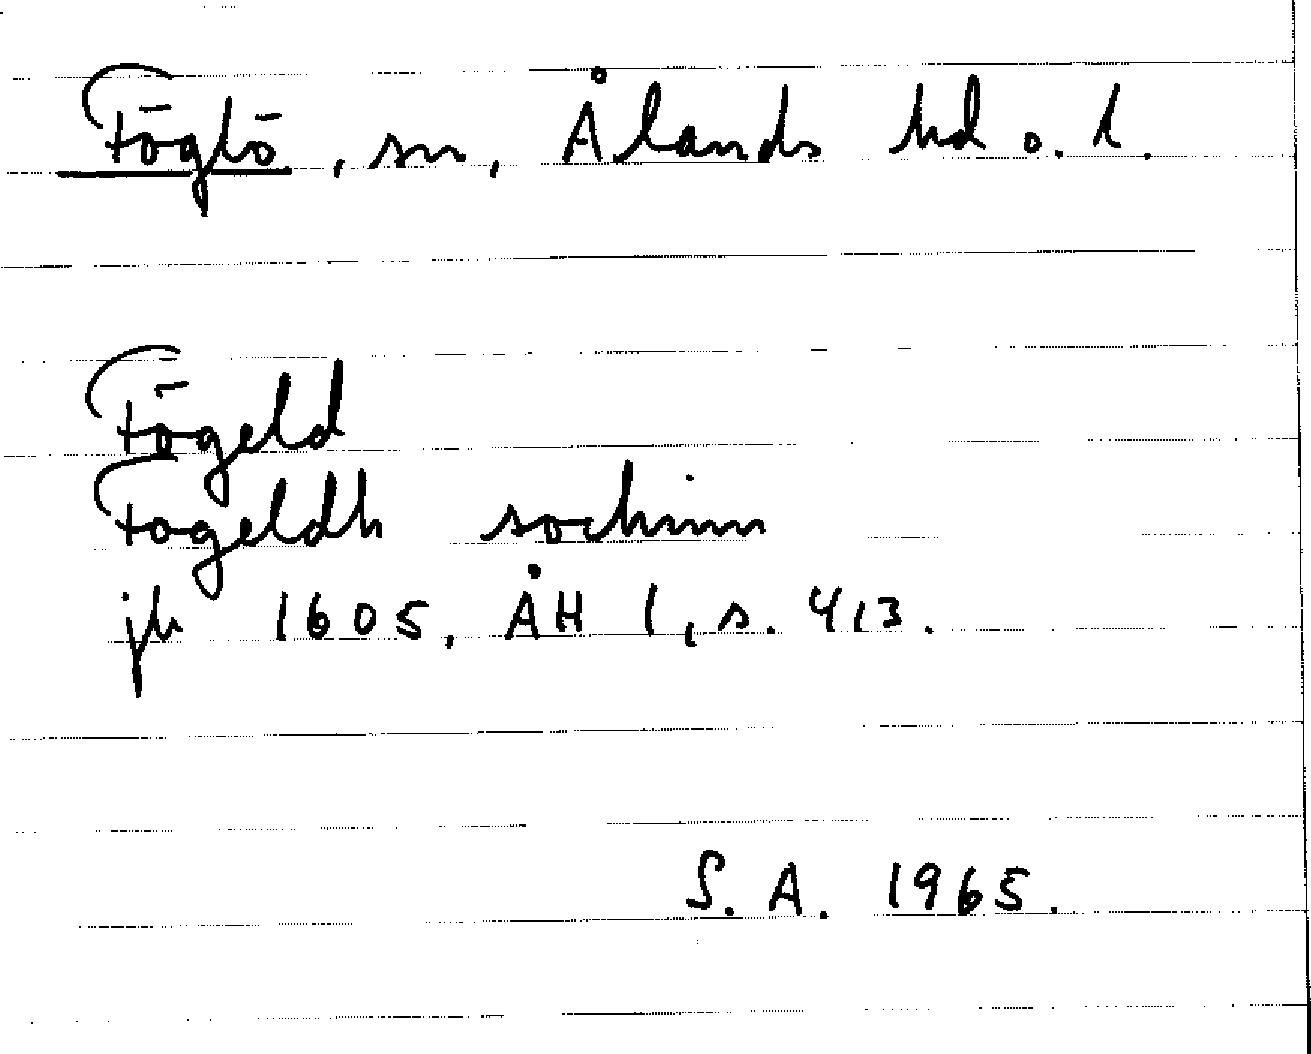 Föglö, sn, Ålands hd o. l.
Fögeld
Fogeldh sochnn
jb 1605, ÅH 1, s. 413.
S. A. 1965.